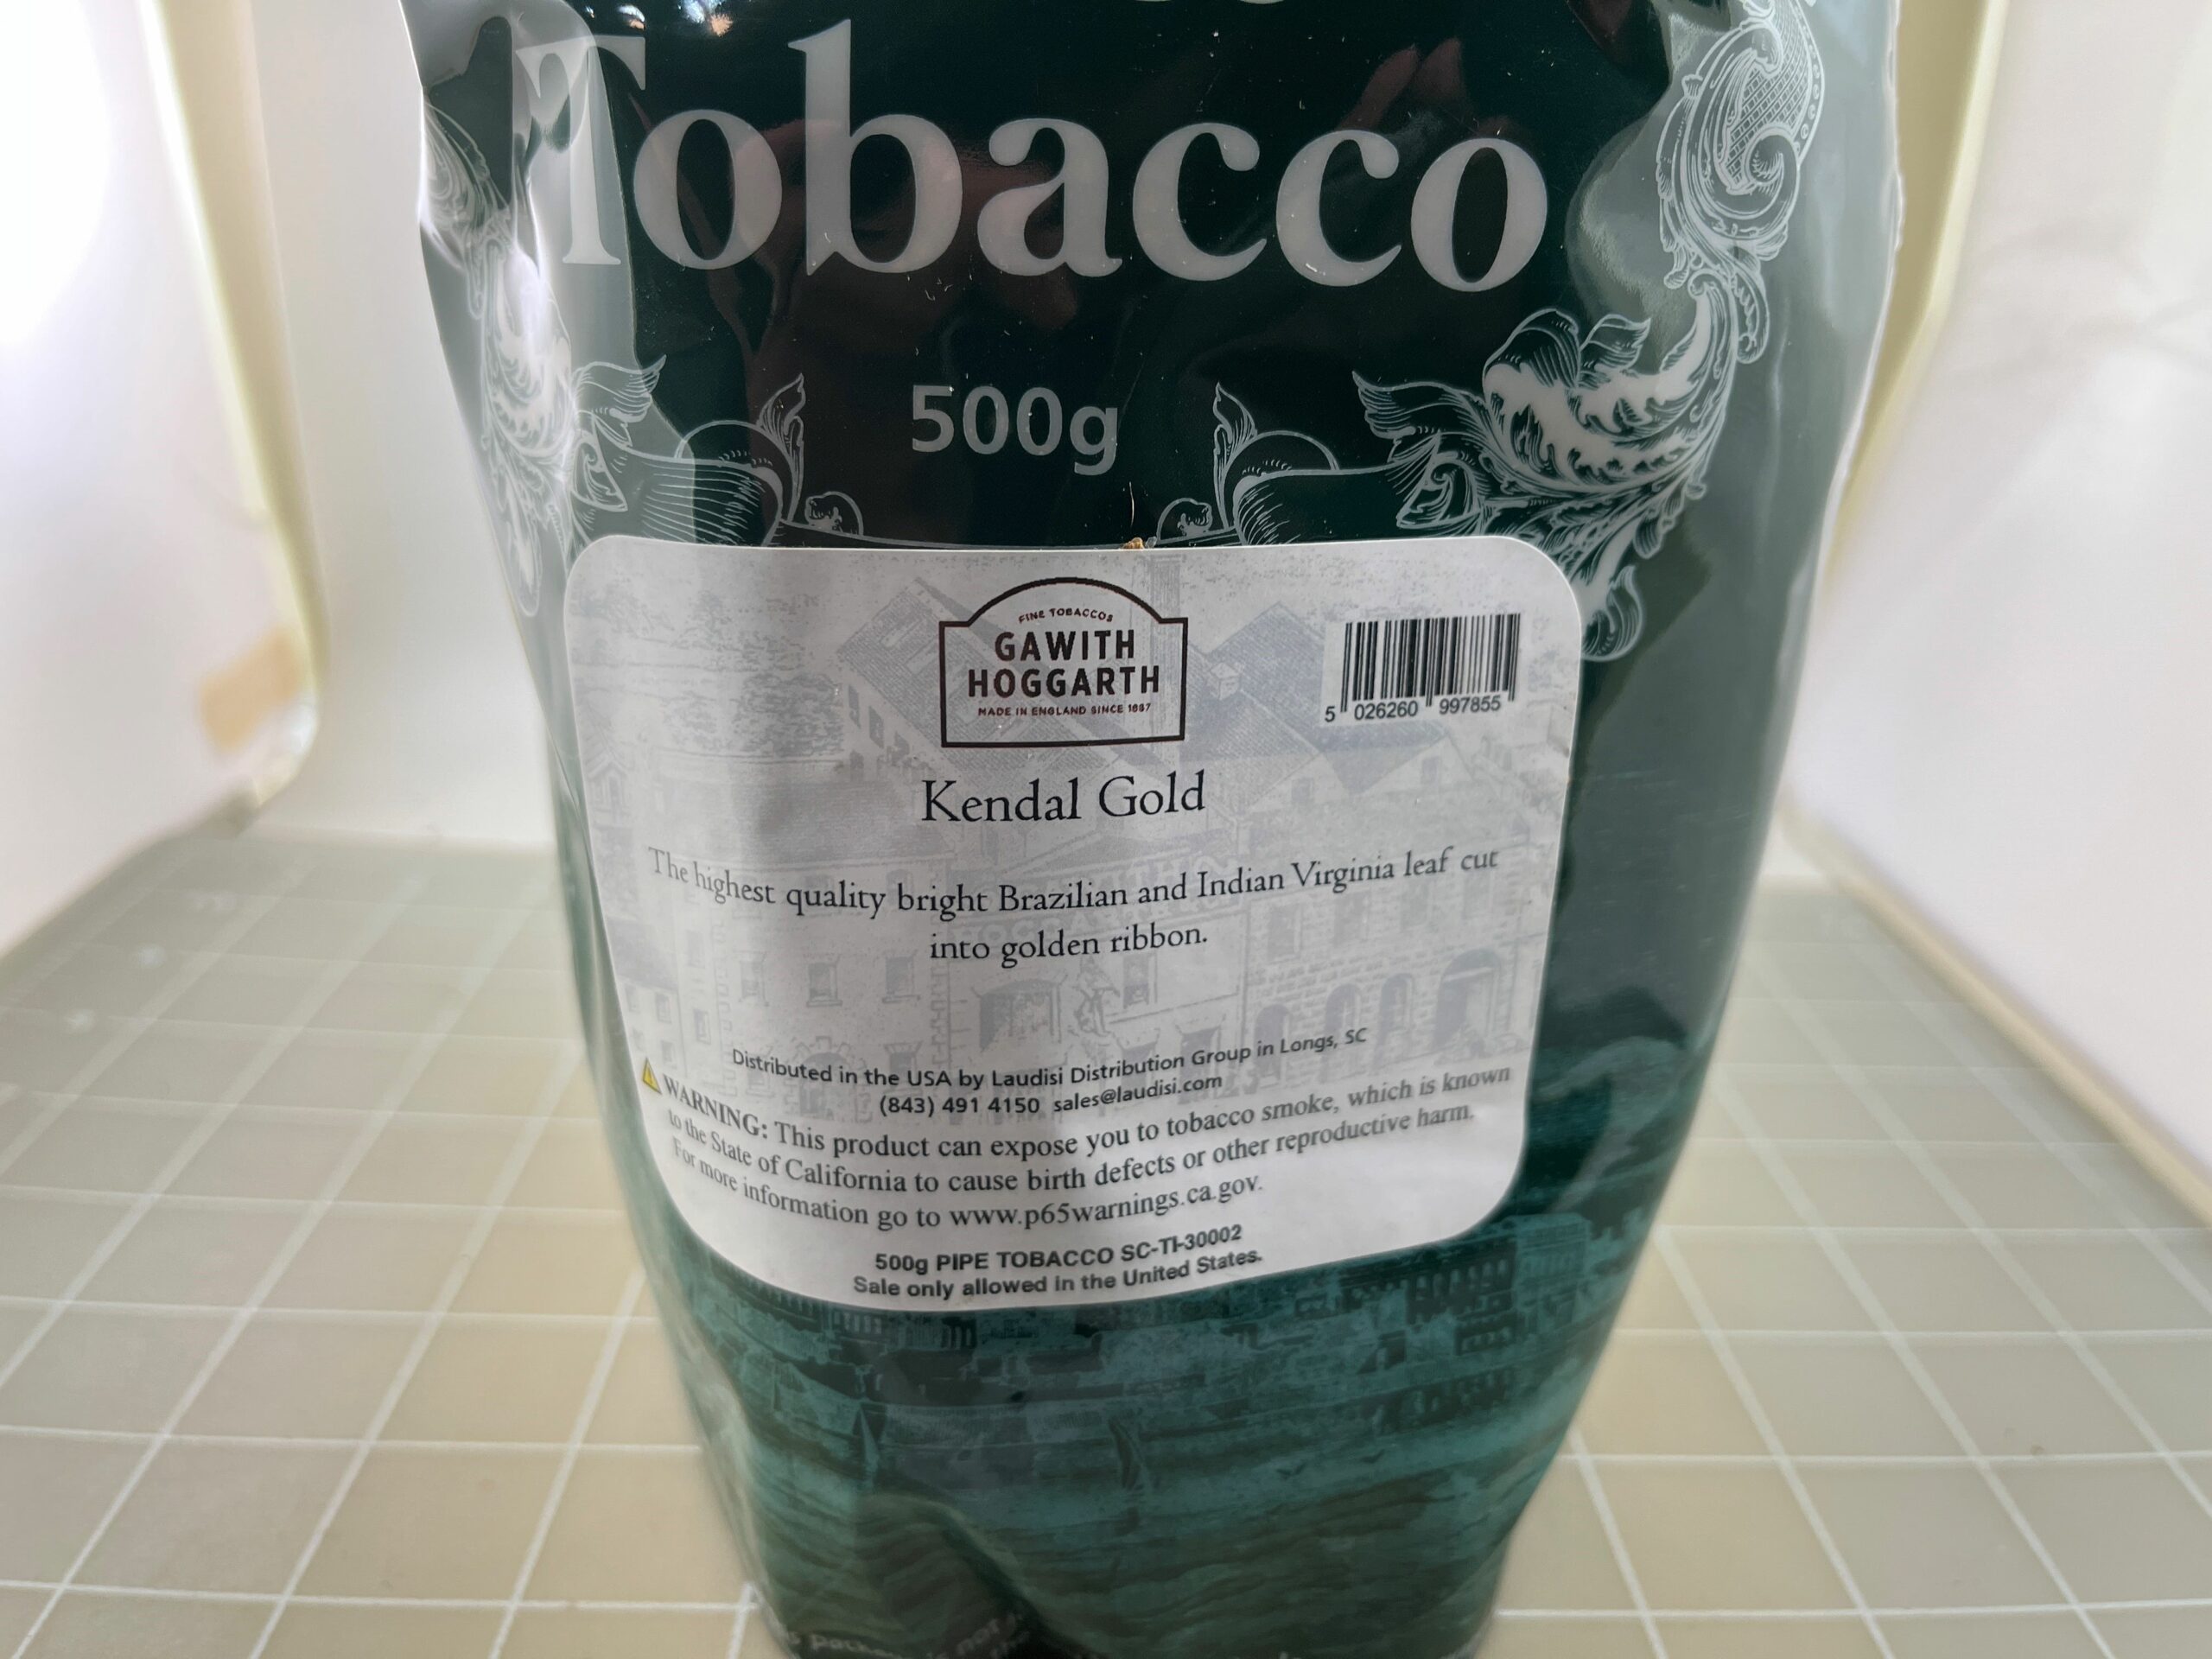 Tobacco
500g
FINE TOBACCOS
GAWITH
HOGGARTH
MADE IN ENGLAND SINCE 1887
5 026260 997855
Kendal Gold
The highest quality bright Brazilian and Indian Virginia leaf cut
into golden ribbon.
Distributed in the USA by Laudisi Distribution Group in Longs, SC
(843) 491 4150 sales@laudisi.com
WARNING: This product can expose you to tobacco smoke, which is known
to the State of California to cause birth defects or other reproductive harm.
For more information go to www.p65warnings.ca.gov.
500g PIPE TOBACCO SC-TI-30002
Sale only allowed in the United States.